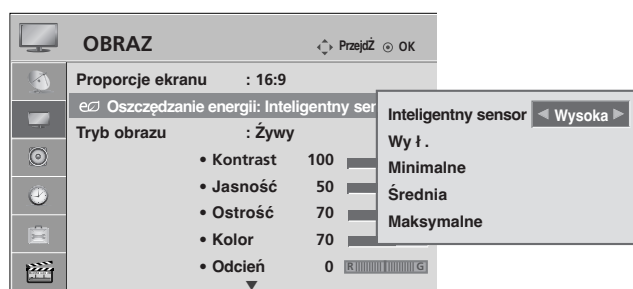 OBRAZ
PrzejdŹ OK
Proporcje ekranu : 16:9
e Oszczędzanie energii: Inteligentny ser
Tryb obrazu : Żywy
• Kontrast 100
• Jasność 50
• Ostrość 70
• Kolor 70
• Odcień 0 R G
Inteligentny sensor ◀ Wysoka ▶
Wy ł .
Minimalne
Średnia
Maksymalne